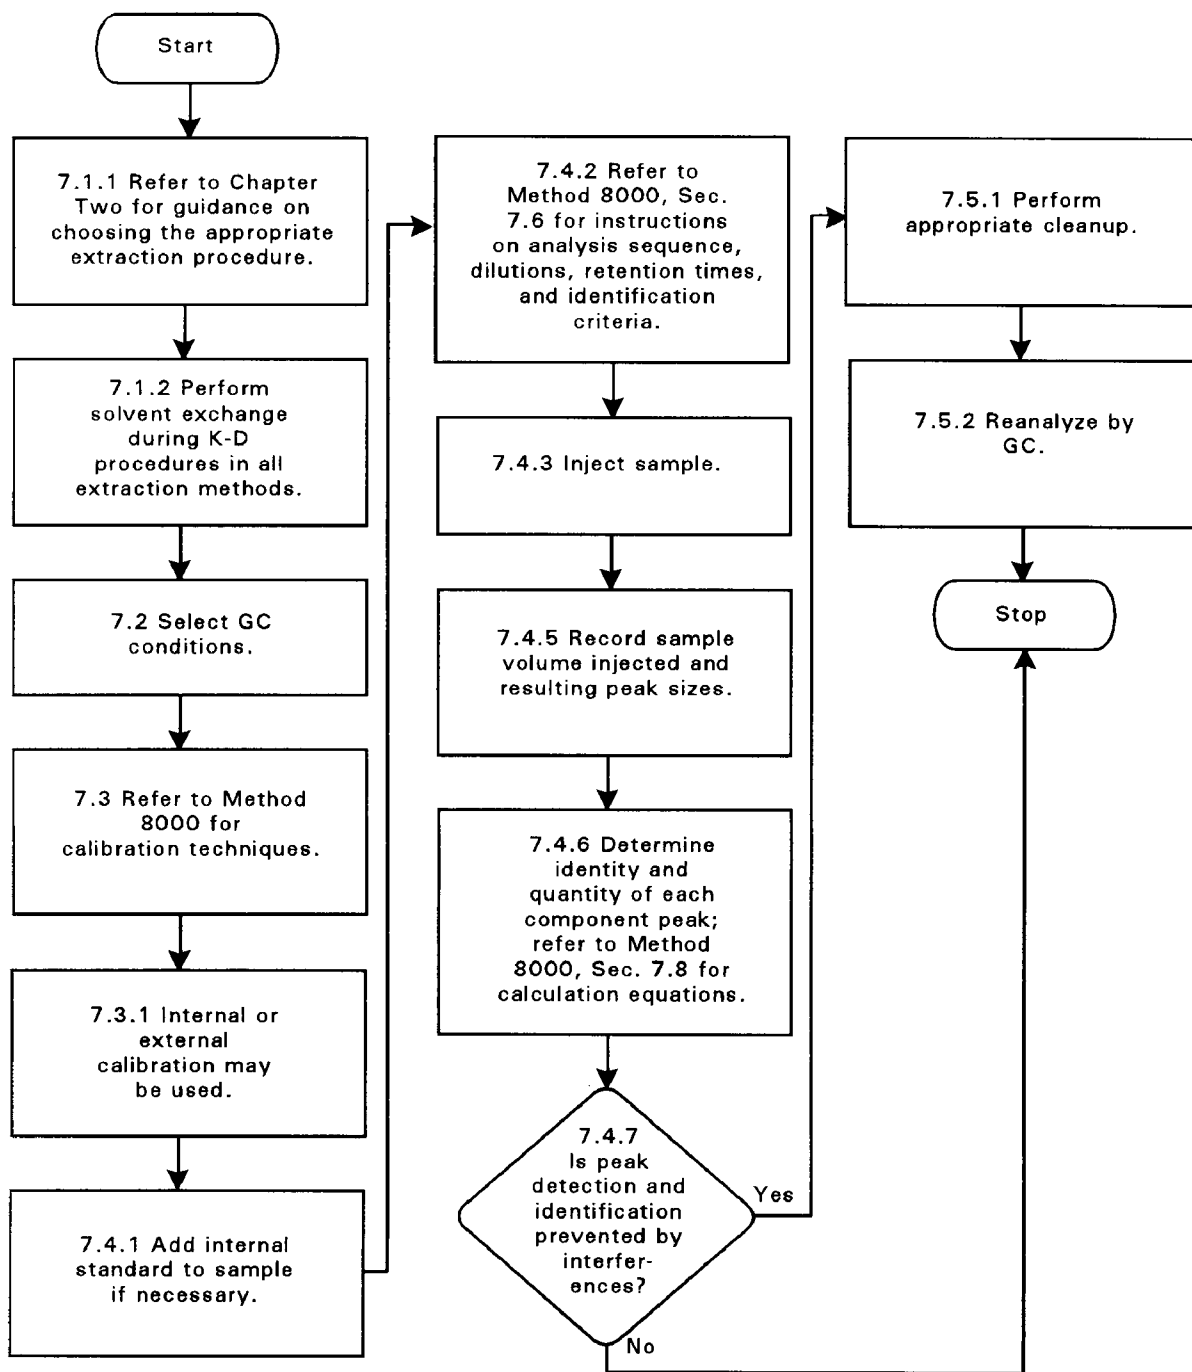 Start
7.1.1 Refer to Chapter
Two for guidance on
choosing the appropriate
extraction procedure.
7.1.2 Perform
solvent exchange
during K-D
procedures in all
extraction methods.
7.2 Select GC
conditions.
7.3 Refer to Method
8000 for
calibration techniques.
7.3.1 Internal or
external
calibration may
be used.
7.4.1 Add internal
standard to sample
if necessary.
7.4.2 Refer to
Method 8000, Sec.
7.6 for instructions
on analysis sequence,
dilutions, retention times,
and identification
criteria.
7.4.3 Inject sample.
7.4.5 Record sample
volume injected and
resulting peak sizes.
7.4.6 Determine
identity and
quantity of each
component peak;
refer to Method
8000, Sec. 7.8 for
calculation equations.
7.4.7
Is peak
detection and
identification
prevented by
interfer-
ences?
Yes
No
7.5.1 Perform
appropriate cleanup.
7.5.2 Reanalyze by
GC.
Stop